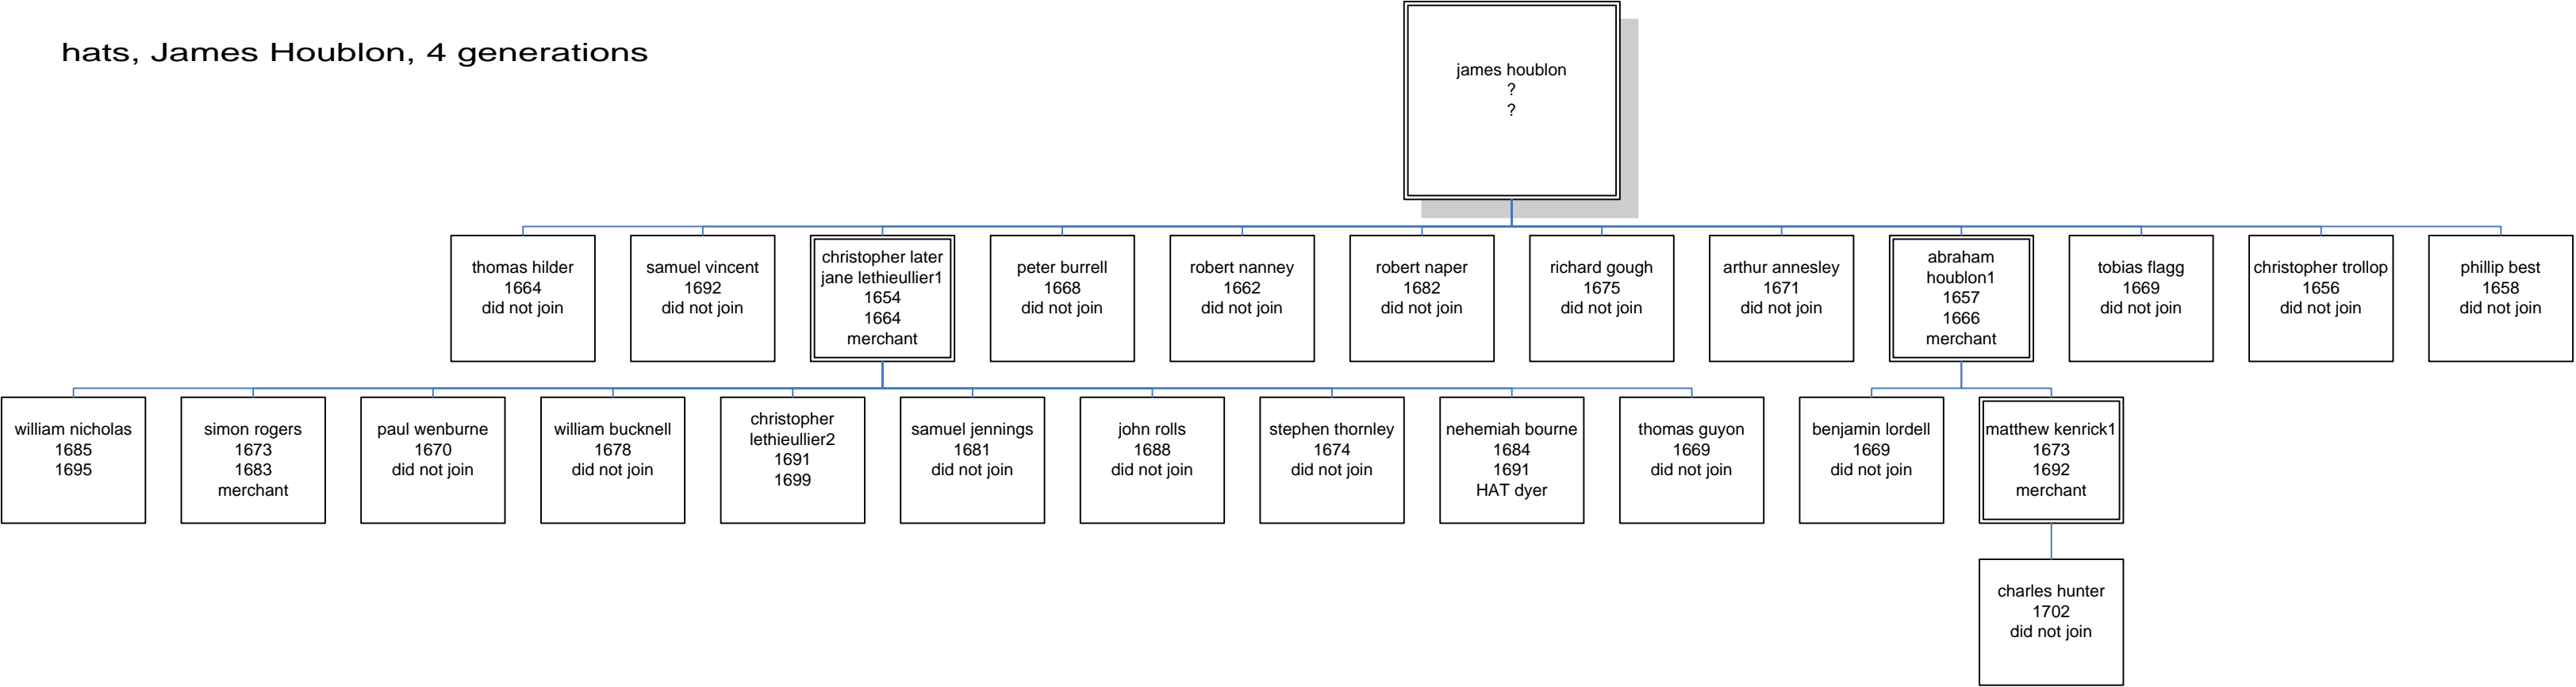 hats, James Houblon, 4 generations
james houblon
?
?
thomas hilder
1664
did not join
samuel vincent
1692
did not join
christopher later
jane lethieullier1
1654
1664
merchant
peter burrell
1668
did not join
robert nanney
1662
did not join
robert naper
1682
did not join
richard gough
1675
did not join
arthur annesley
1671
did not join
abraham
houblon1
1657
1666
merchant
tobias flagg
1669
did not join
christopher trollop
1656
did not join
phillip best
1658
did not join
william nicholas
1685
1695
simon rogers
1673
1683
merchant
paul wenburne
1670
did not join
william bucknell
1678
did not join
christopher
lethieullier2
1691
1699
samuel jennings
1681
did not join
john rolls
1688
did not join
stephen thornley
1674
did not join
nehemiah bourne
1684
1691
HAT dyer
thomas guyon
1669
did not join
benjamin lordell
1669
did not join
matthew kenrick1
1673
1692
merchant
charles hunter
1702
did not join